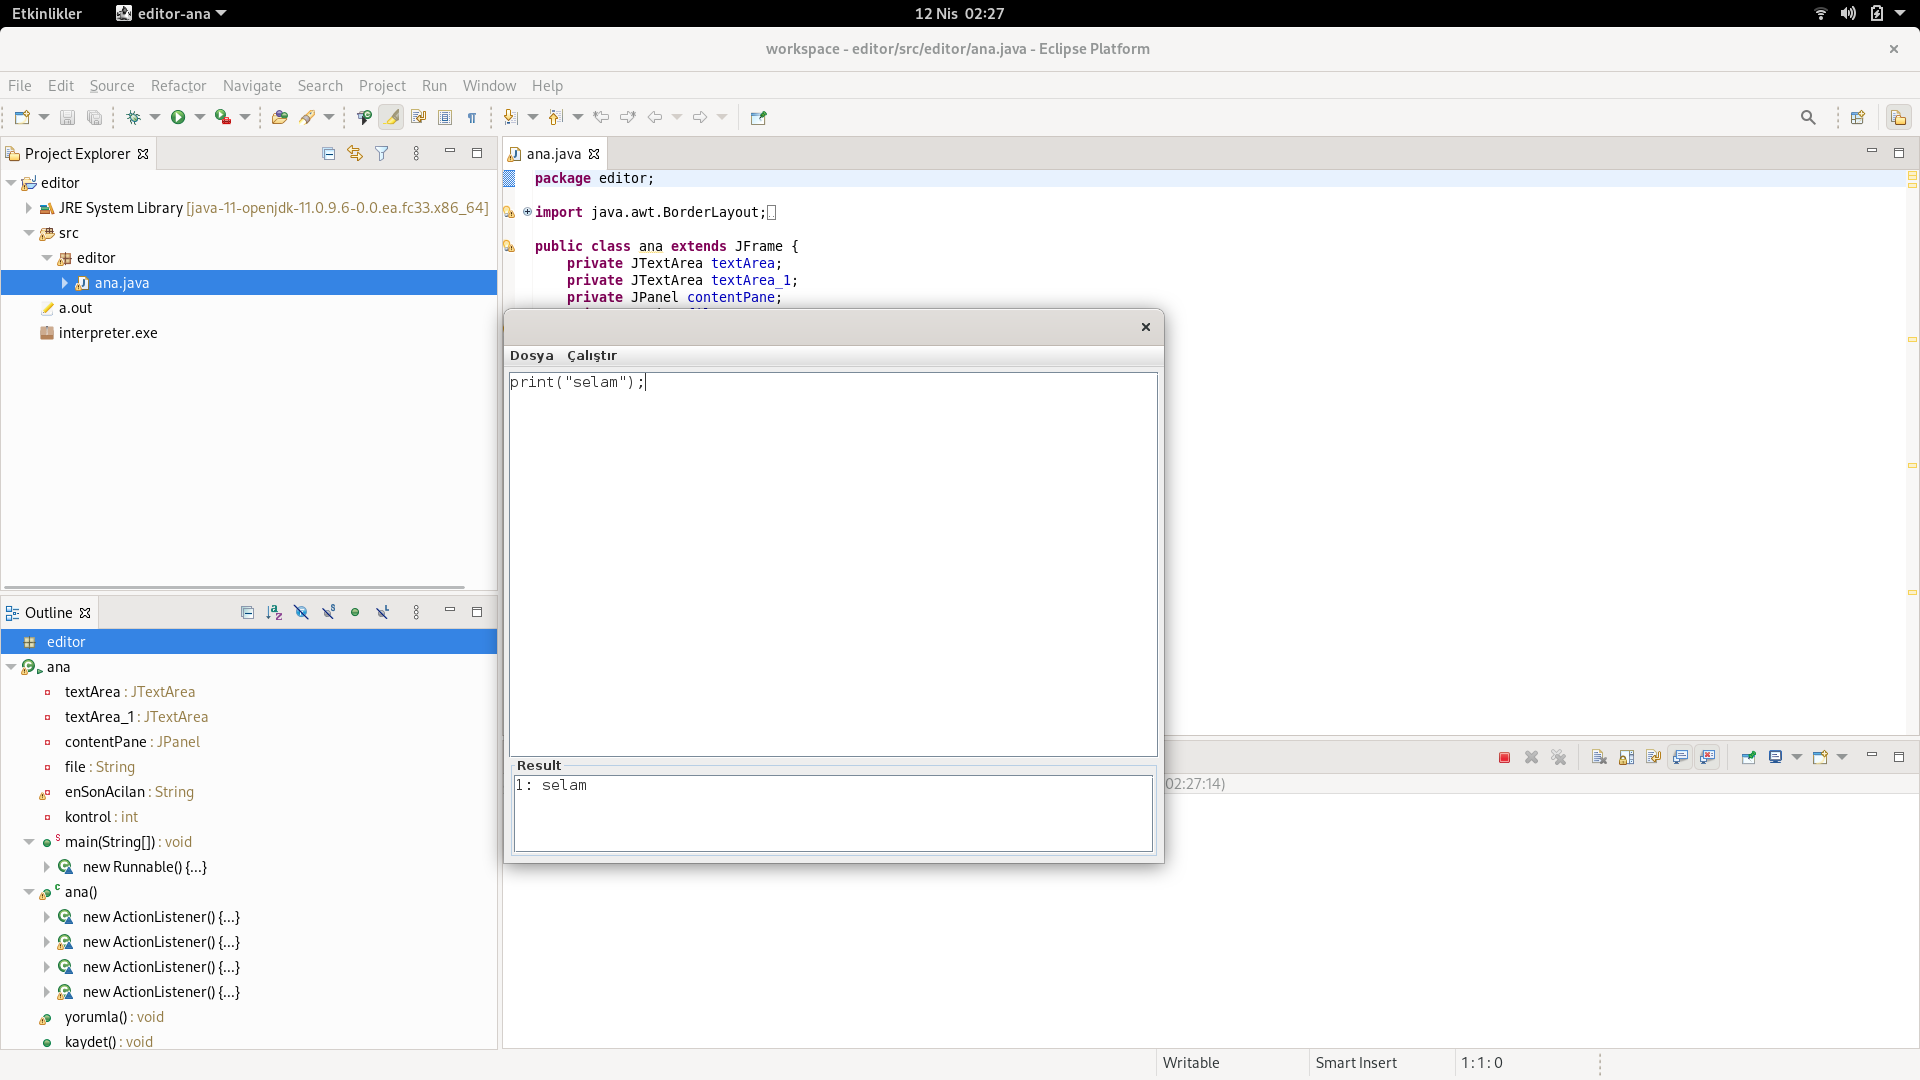 Etkinlikler
editor-ana
12 Nis 02:27
workspace - editor/src/editor/ana.java - Eclipse Platform
File Edit Source Refactor Navigate Search Project Run Window Help
Project Explorer
editor
JRE System Library [java-11-openjdk-11.0.9.6-0.0.ea.fc33.x86_64]
src
editor
ana.java
a.out
interpreter.exe
ana.java
package editor;
import java.awt.BorderLayout;
public class ana extends JFrame {
private JTextArea textArea;
private JTextArea textArea_1;
private JPanel contentPane;
Dosya Çalıştır
print("selam");
Result
1: selam
02:27:14)
Outline
editor
ana
textArea : JTextArea
textArea_1 : JTextArea
contentPane : JPanel
file : String
enSonAcilan : String
kontrol : int
main(String[]) : void
new Runnable() {...}
ana()
new ActionListener() {...}
new ActionListener() {...}
new ActionListener() {...}
new ActionListener() {...}
yorumla() : void
kaydet() : void
Writable
Smart Insert
1 : 1 : 0